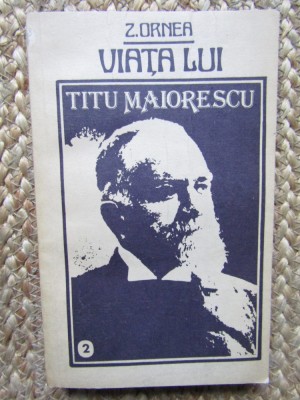 Z.ORNEA
VIAȚA LUI
TITU MAIORESCU
2